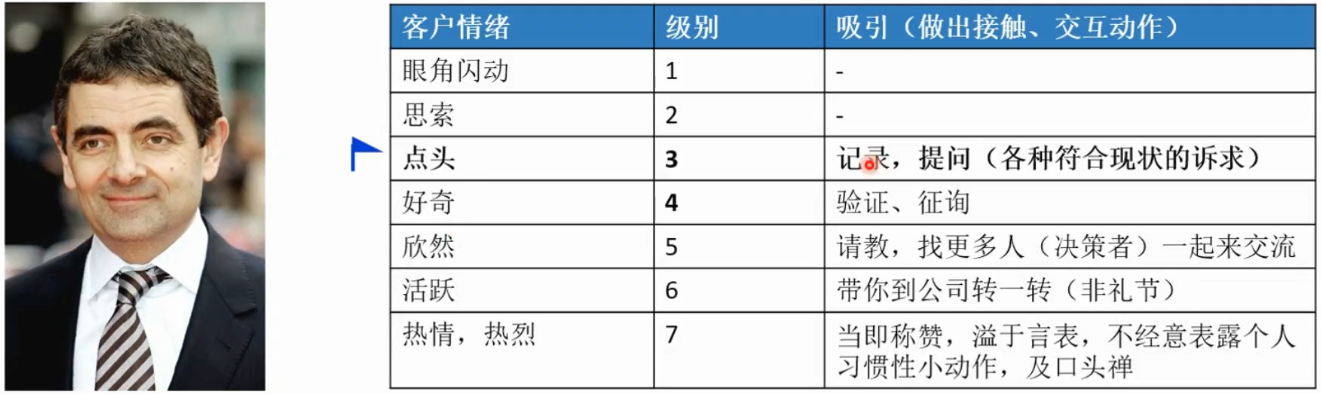 客户情绪 级别 吸引（做出接触、交互动作）
眼角闪动 1 -
思索 2 -
点头 3 记录，提问（各种符合现状的诉求）
好奇 4 验证、征询
欣然 5 请教，找更多人（决策者）一起来交流
活跃 6 带你到公司转一转（非礼节）
热情，热烈 7 当即称赞，溢于言表，不经意表露个人
习惯性小动作，及口头禅